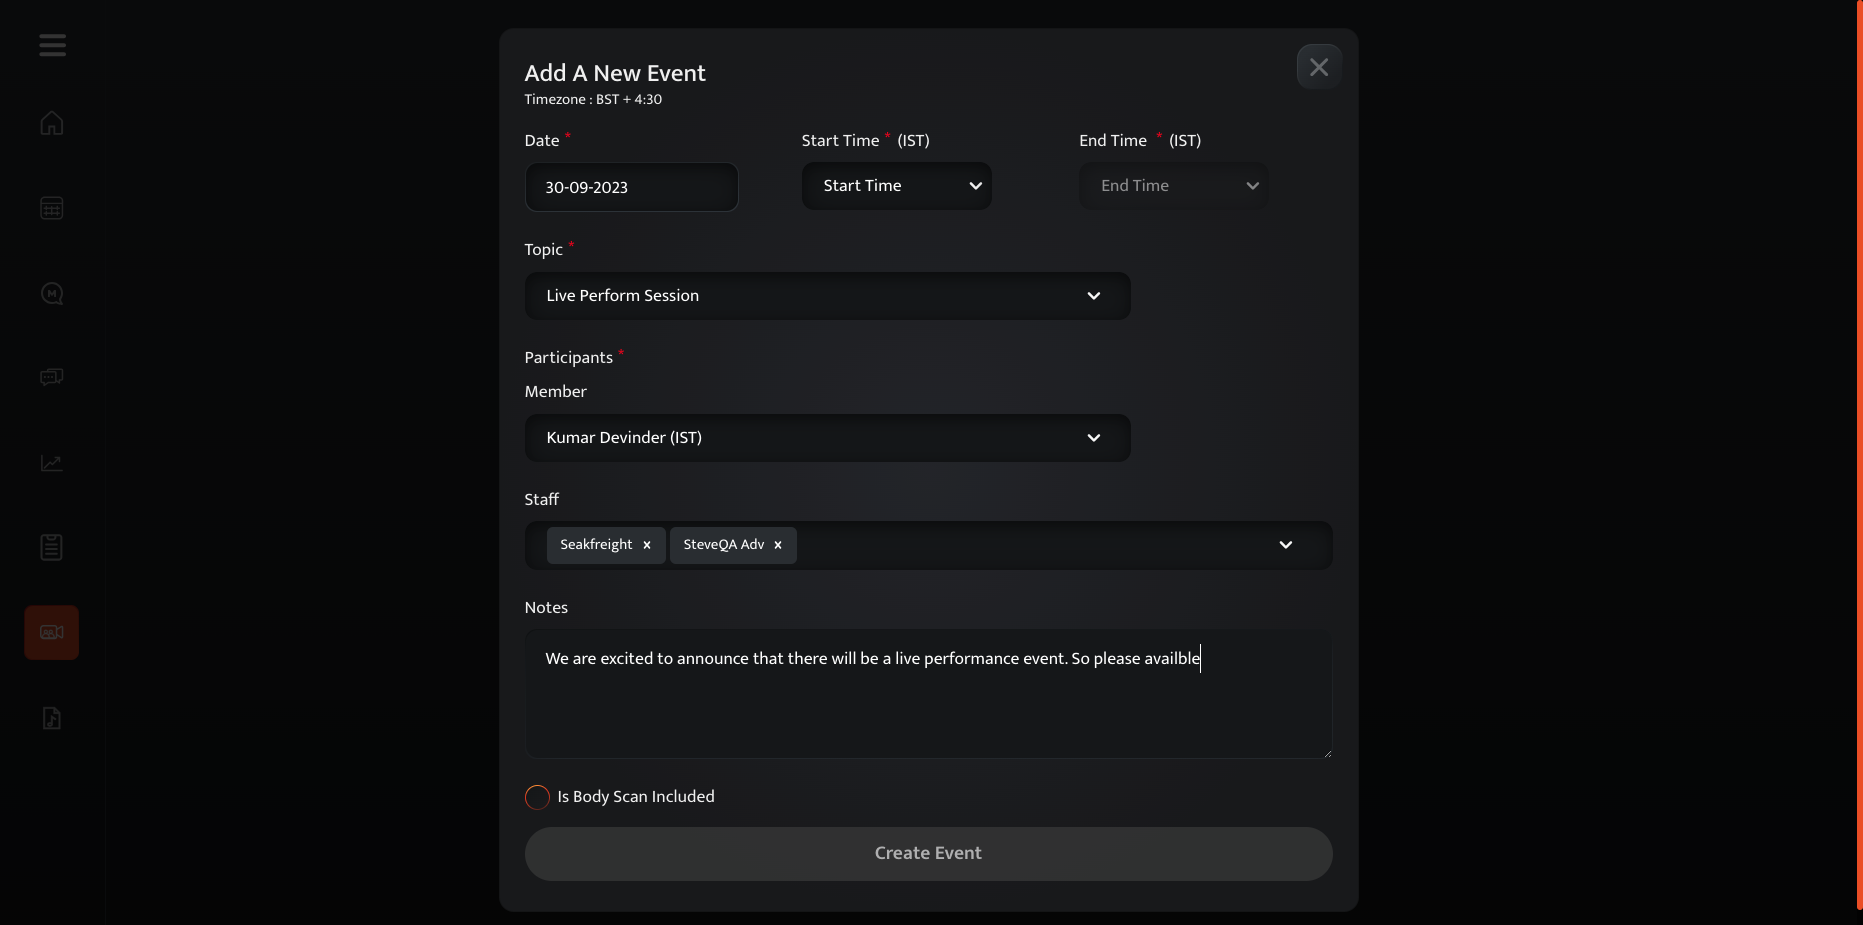 Add A New Event
Timezone : BST + 4:30
Date * Start Time * (IST) End Time * (IST)
30-09-2023 Start Time End Time
Topic *
Live Perform Session
Participants *
Member
Kumar Devinder (IST)
Staff
Seakfreight x SteveQA Adv x
Notes
We are excited to announce that there will be a live performance event. So please availble
Is Body Scan Included
Create Event